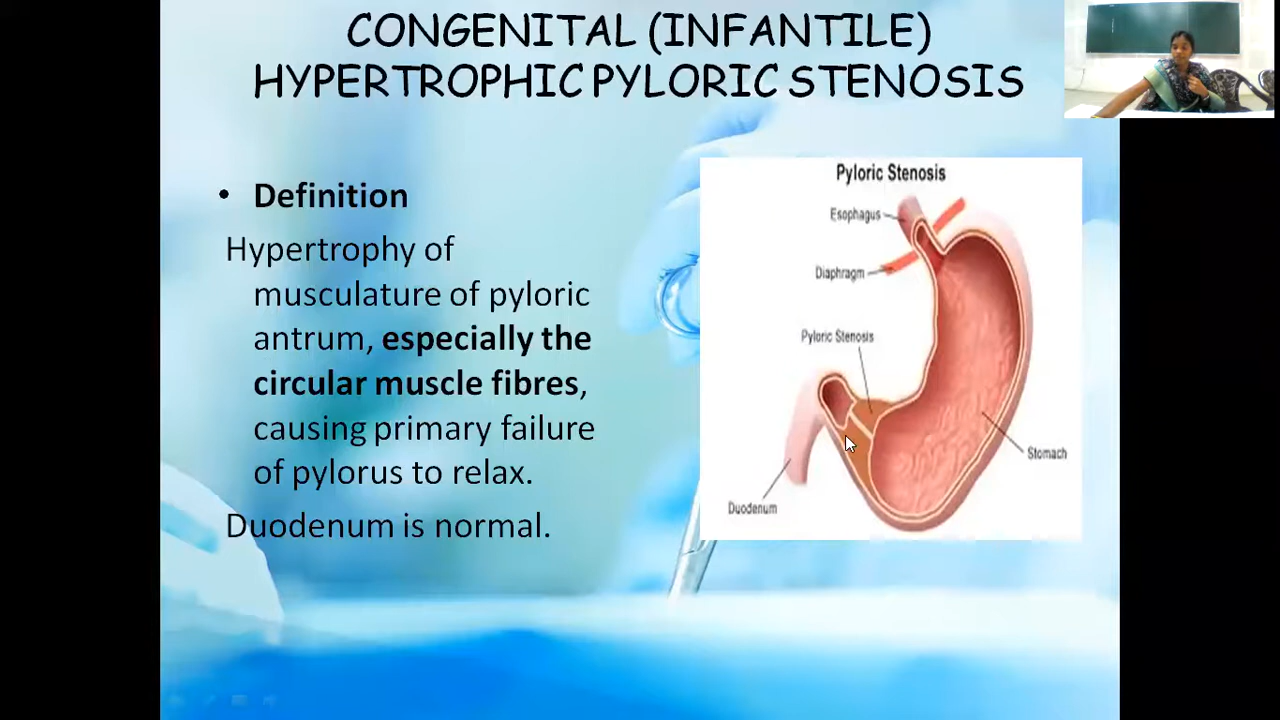 CONGENITAL (INFANTILE)
HYPERTROPHIC PYLORIC STENOSIS
• Definition
Hypertrophy of
musculature of pyloric
antrum, especially the
circular muscle fibres,
causing primary failure
of pylorus to relax.
Duodenum is normal.
Pyloric Stenosis
Esophagus
Diaphragm
Pyloric Stenosis
Stomach
Duodenum